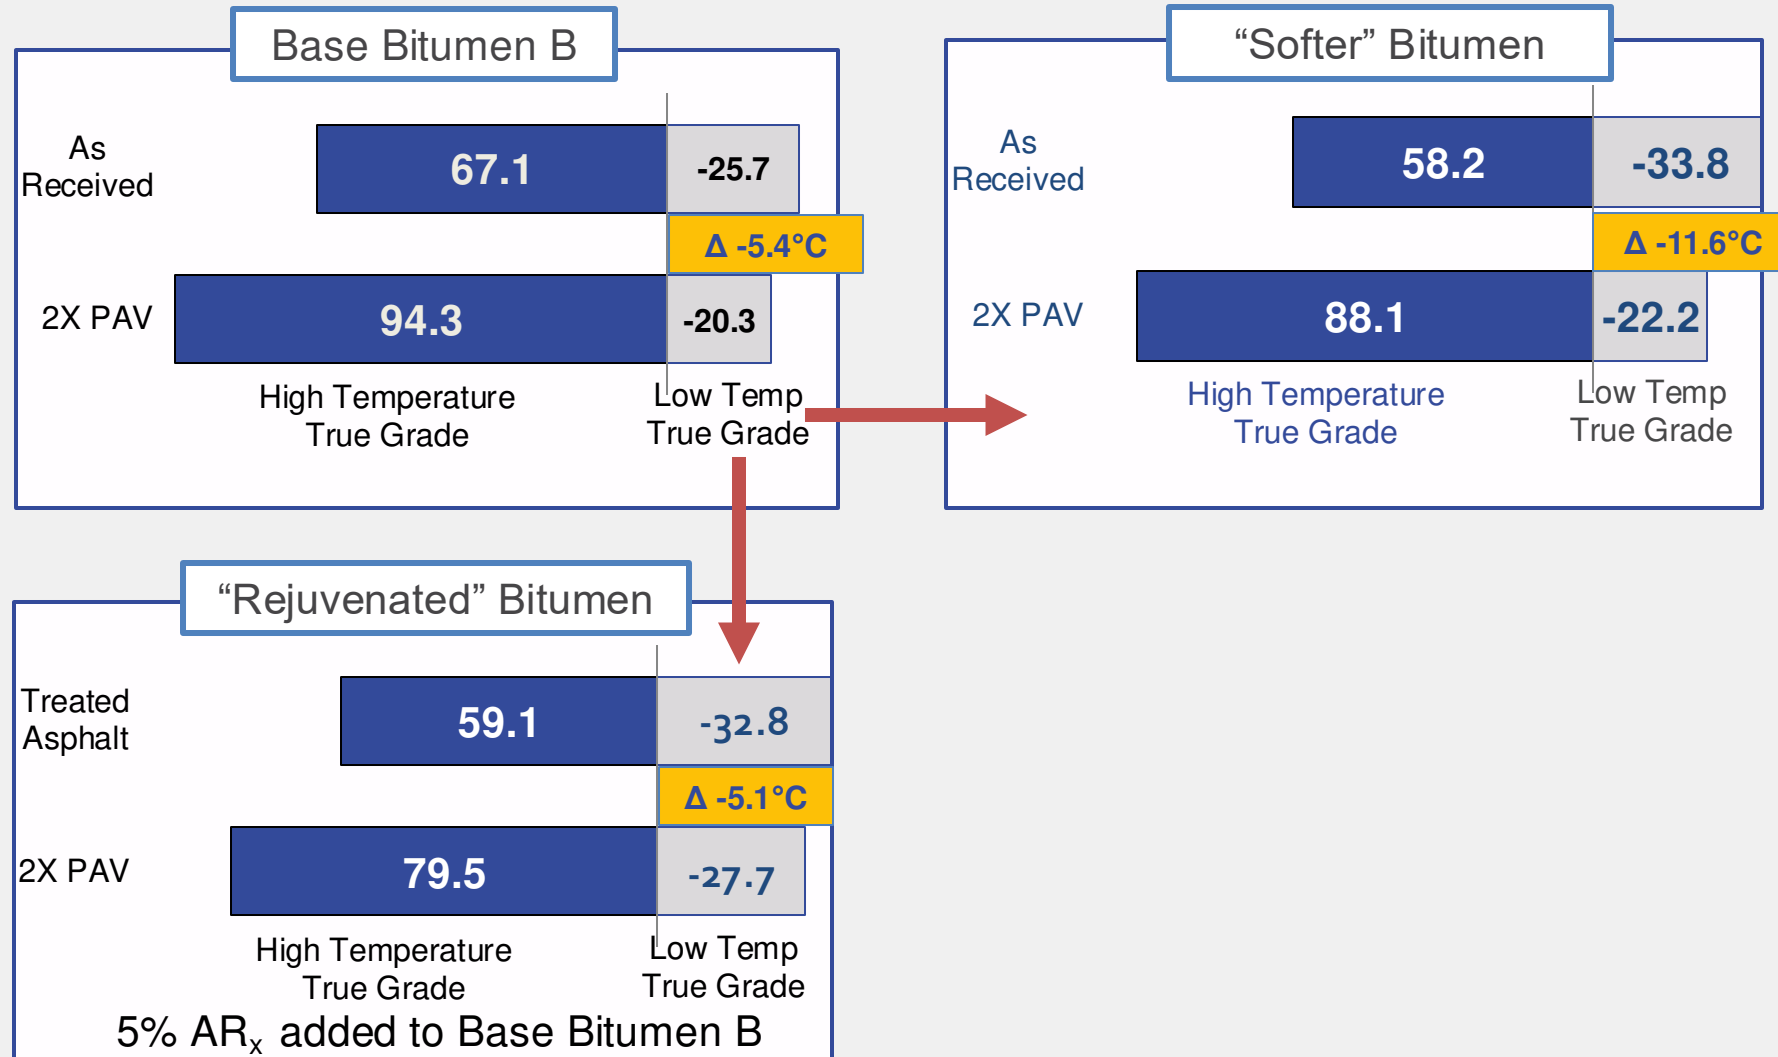 Base Bitumen B
As
Received
67.1
-25.7
Δ -5.4°C
2X PAV
94.3
-20.3
High Temperature
True Grade
Low Temp
True Grade
“Softer” Bitumen
As
Received
58.2
-33.8
Δ -11.6°C
2X PAV
88.1
-22.2
High Temperature
True Grade
Low Temp
True Grade
“Rejuvenated” Bitumen
Treated
Asphalt
59.1
-32.8
Δ -5.1°C
2X PAV
79.5
-27.7
High Temperature
True Grade
Low Temp
True Grade
5% ARₓ added to Base Bitumen B